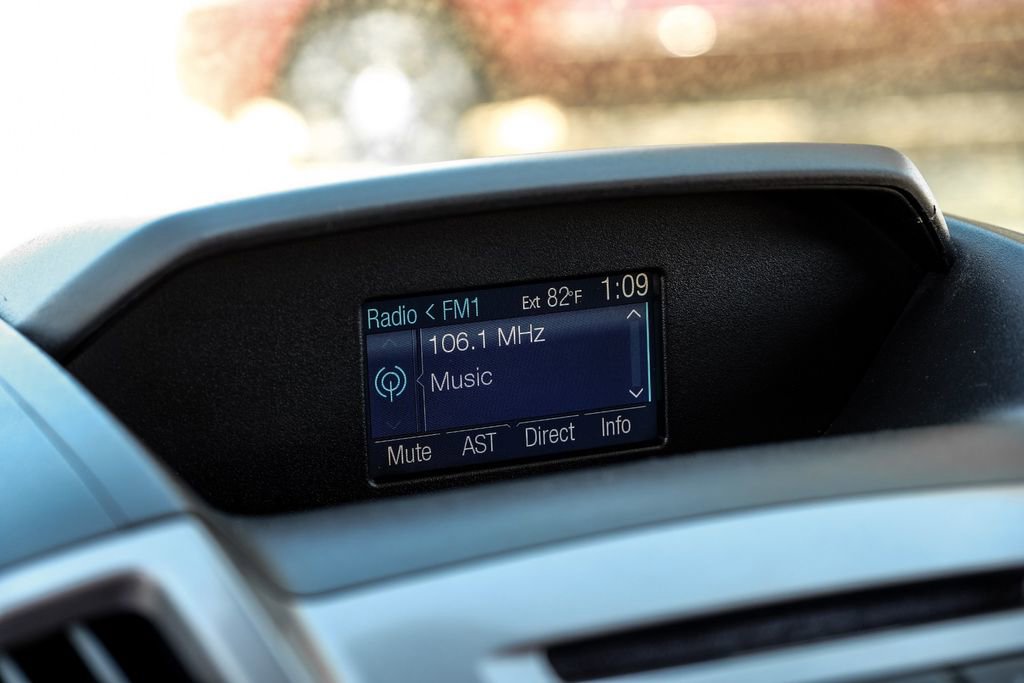 Radio < FM1 Ext 82°F 1:09
106.1 MHz
Music
Mute AST Direct Info